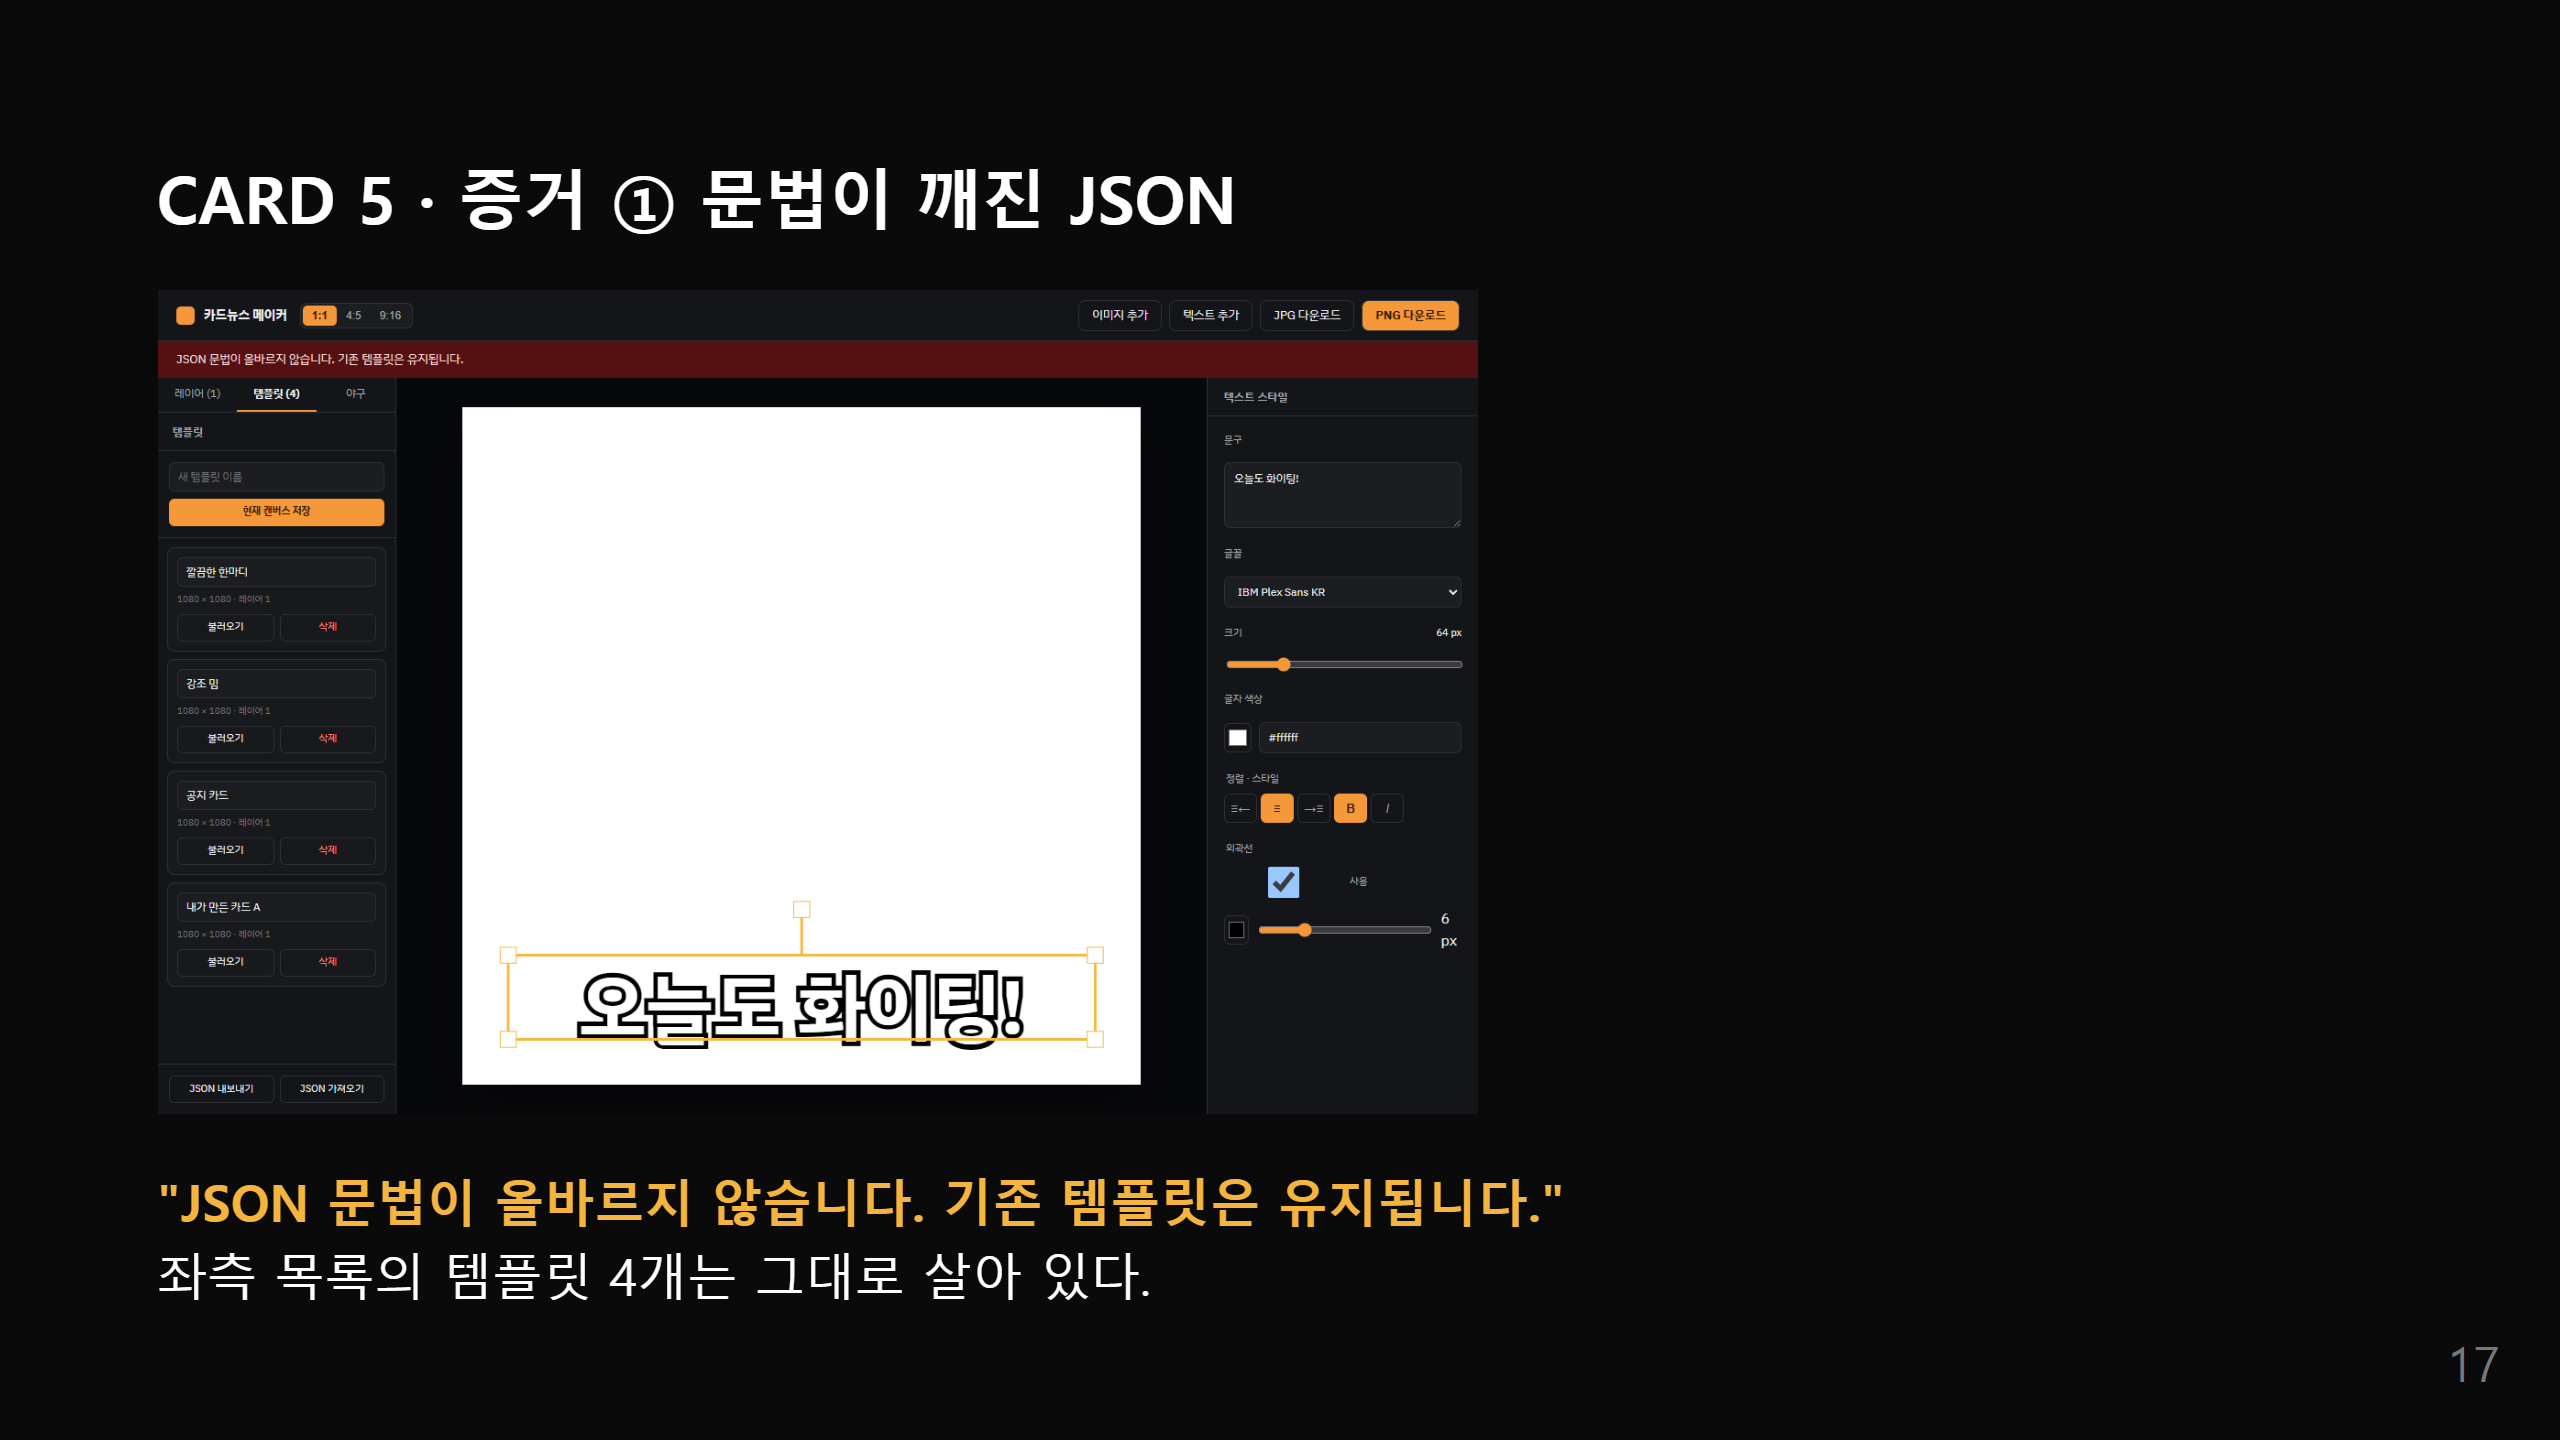 CARD 5 · 증거 ① 문법이 깨진 JSON
카드뉴스 메이커 1:1 4:5 9:16 이미지 추가 텍스트 추가 JPG 다운로드 PNG 다운로드
JSON 문법이 올바르지 않습니다. 기존 템플릿은 유지됩니다.
레이어 (1) 템플릿 (4) 야구
템플릿
새 템플릿 이름
현재 캔버스 저장
깔끔한 한마디
1080 × 1080 · 레이어 1
불러오기 삭제
강조 밈
1080 × 1080 · 레이어 1
불러오기 삭제
공지 카드
1080 × 1080 · 레이어 1
불러오기 삭제
내가 만든 카드 A
1080 × 1080 · 레이어 1
불러오기 삭제
JSON 내보내기 JSON 가져오기
오늘도 화이팅!
텍스트 스타일
문구
오늘도 화이팅!
글꼴
IBM Plex Sans KR
크기 64 px
글자 색상
#ffffff
정렬 · 스타일
≡← ≡ →≡ B I
외곽선
사용
6
px
"JSON 문법이 올바르지 않습니다. 기존 템플릿은 유지됩니다."
좌측 목록의 템플릿 4개는 그대로 살아 있다.
17